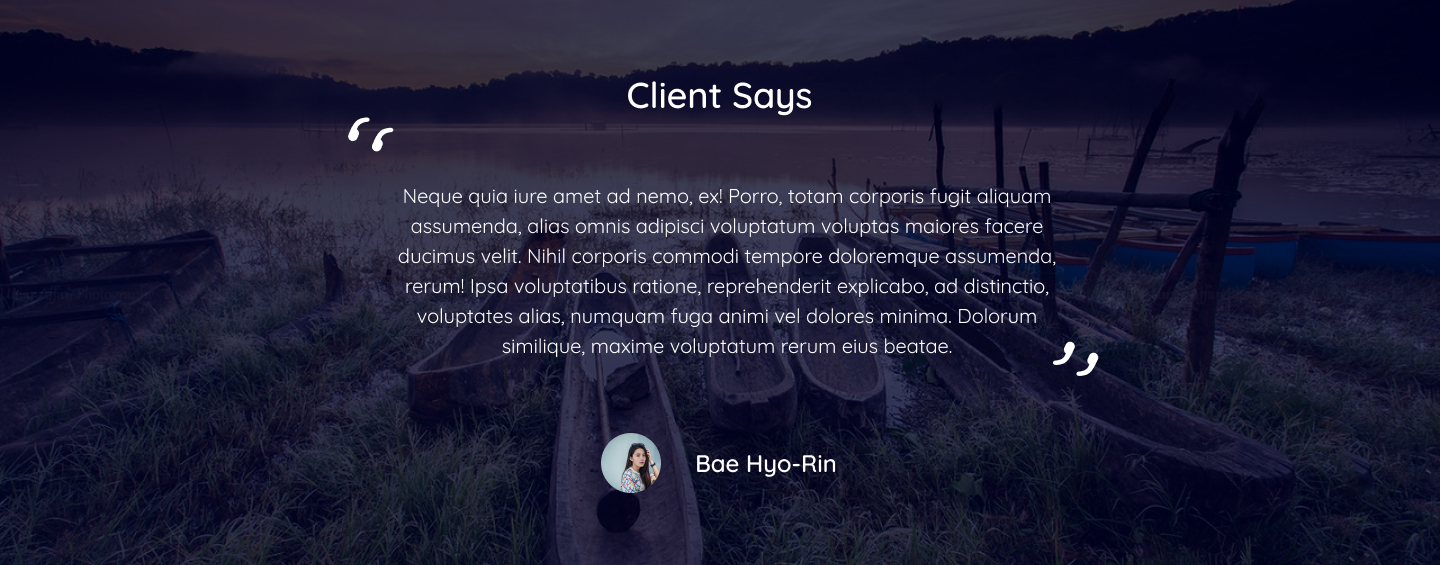 Client Says
“
Neque quia iure amet ad nemo, ex! Porro, totam corporis fugit aliquam
assumenda, alias omnis adipisci voluptatum voluptas maiores facere
ducimus velit. Nihil corporis commodi tempore doloremque assumenda,
rerum! Ipsa voluptatibus ratione, reprehenderit explicabo, ad distinctio,
voluptates alias, numquam fuga animi vel dolores minima. Dolorum
similique, maxime voluptatum rerum eius beatae.
”
Bae Hyo-Rin